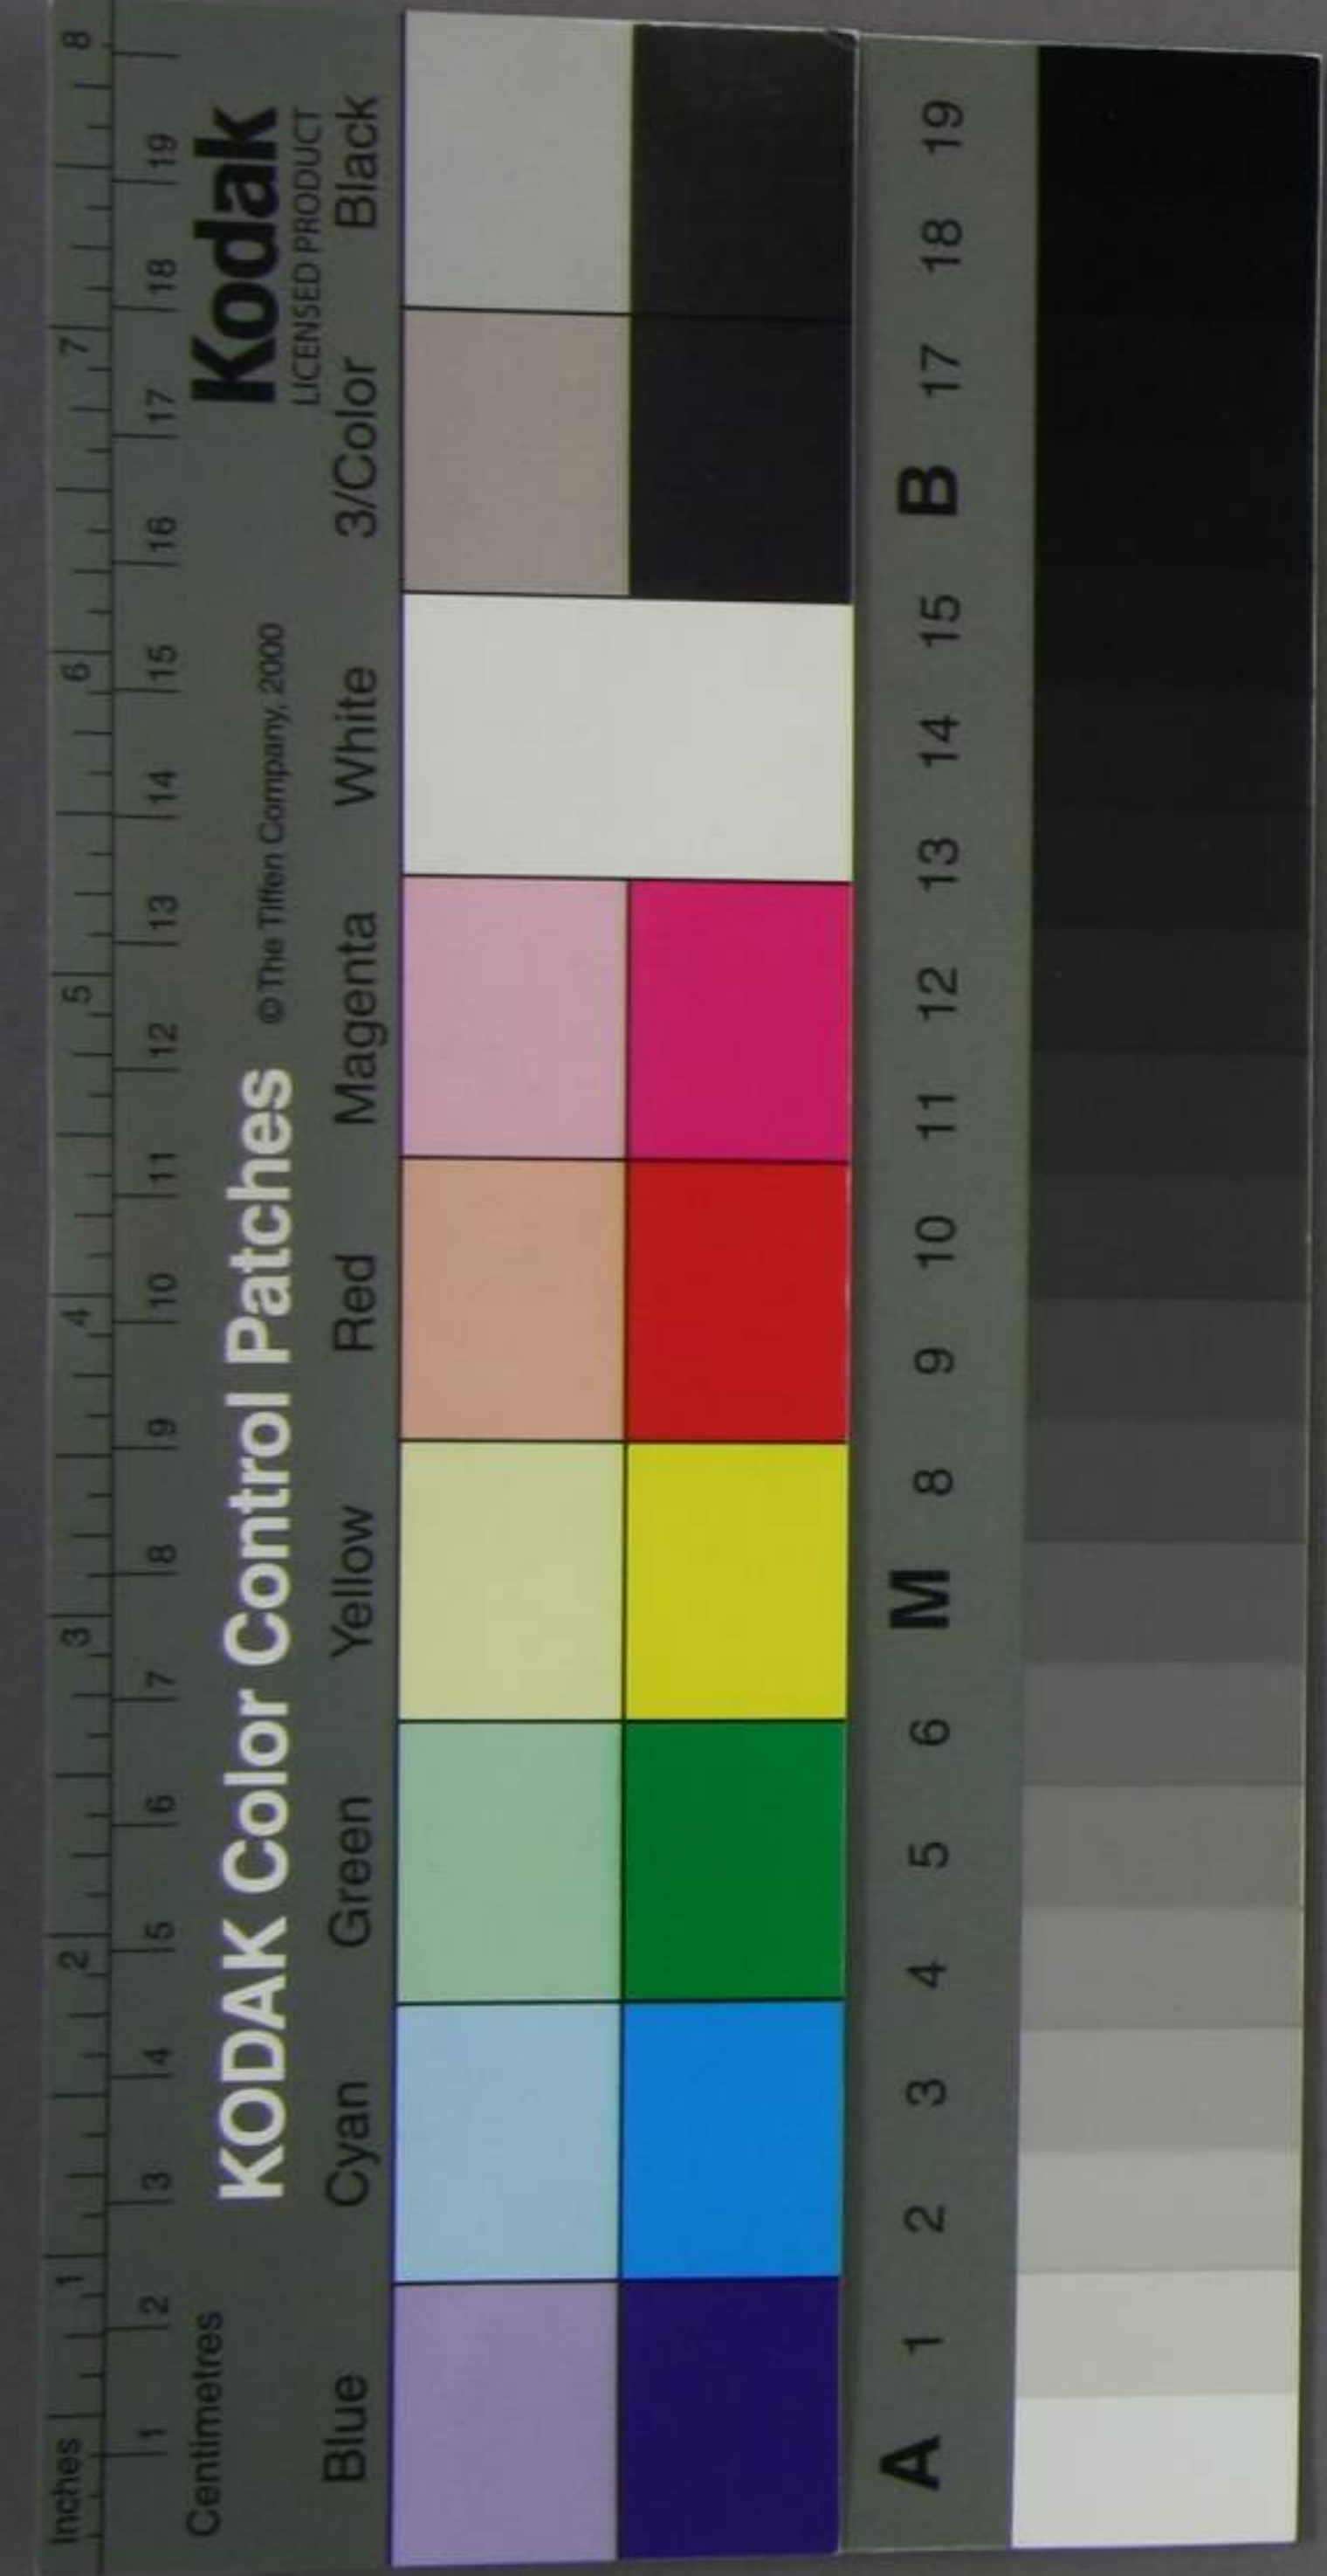 Inches 1 2 3 4 5 6 7 8
1 2 3 4 5 6 7 8 9 10 11 12 13 14 15 16 17 18 19
Centimetres
KODAK Color Control Patches © The Tiffen Company, 2000 Kodak
LICENSED PRODUCT
Blue Cyan Green Yellow Red Magenta White 3/Color Black
A 1 2 3 4 5 6 M 8 9 10 11 12 13 14 15 B 17 18 19